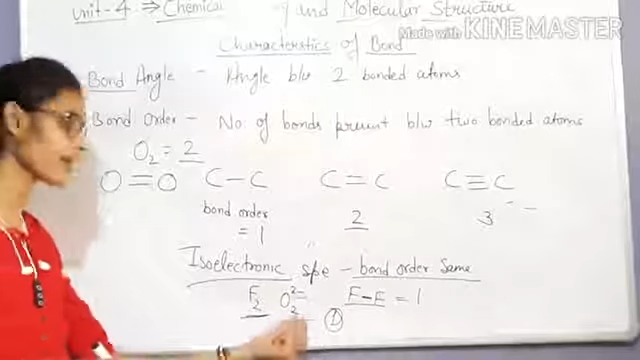 Unit-4 ⇒ Chemical and Molecular Structure
Made with KINEMASTER
Characteristics of Bond
Bond Angle - Angle b/w 2 bonded atoms
Bond order - No of bonds present b/w two bonded atoms
O₂ = 2
O=O C-C C=C C≡C
bond order = 1 2 3
Isoelectronic spe - bond order same
F₂ O₂²⁻ F-F = 1
①